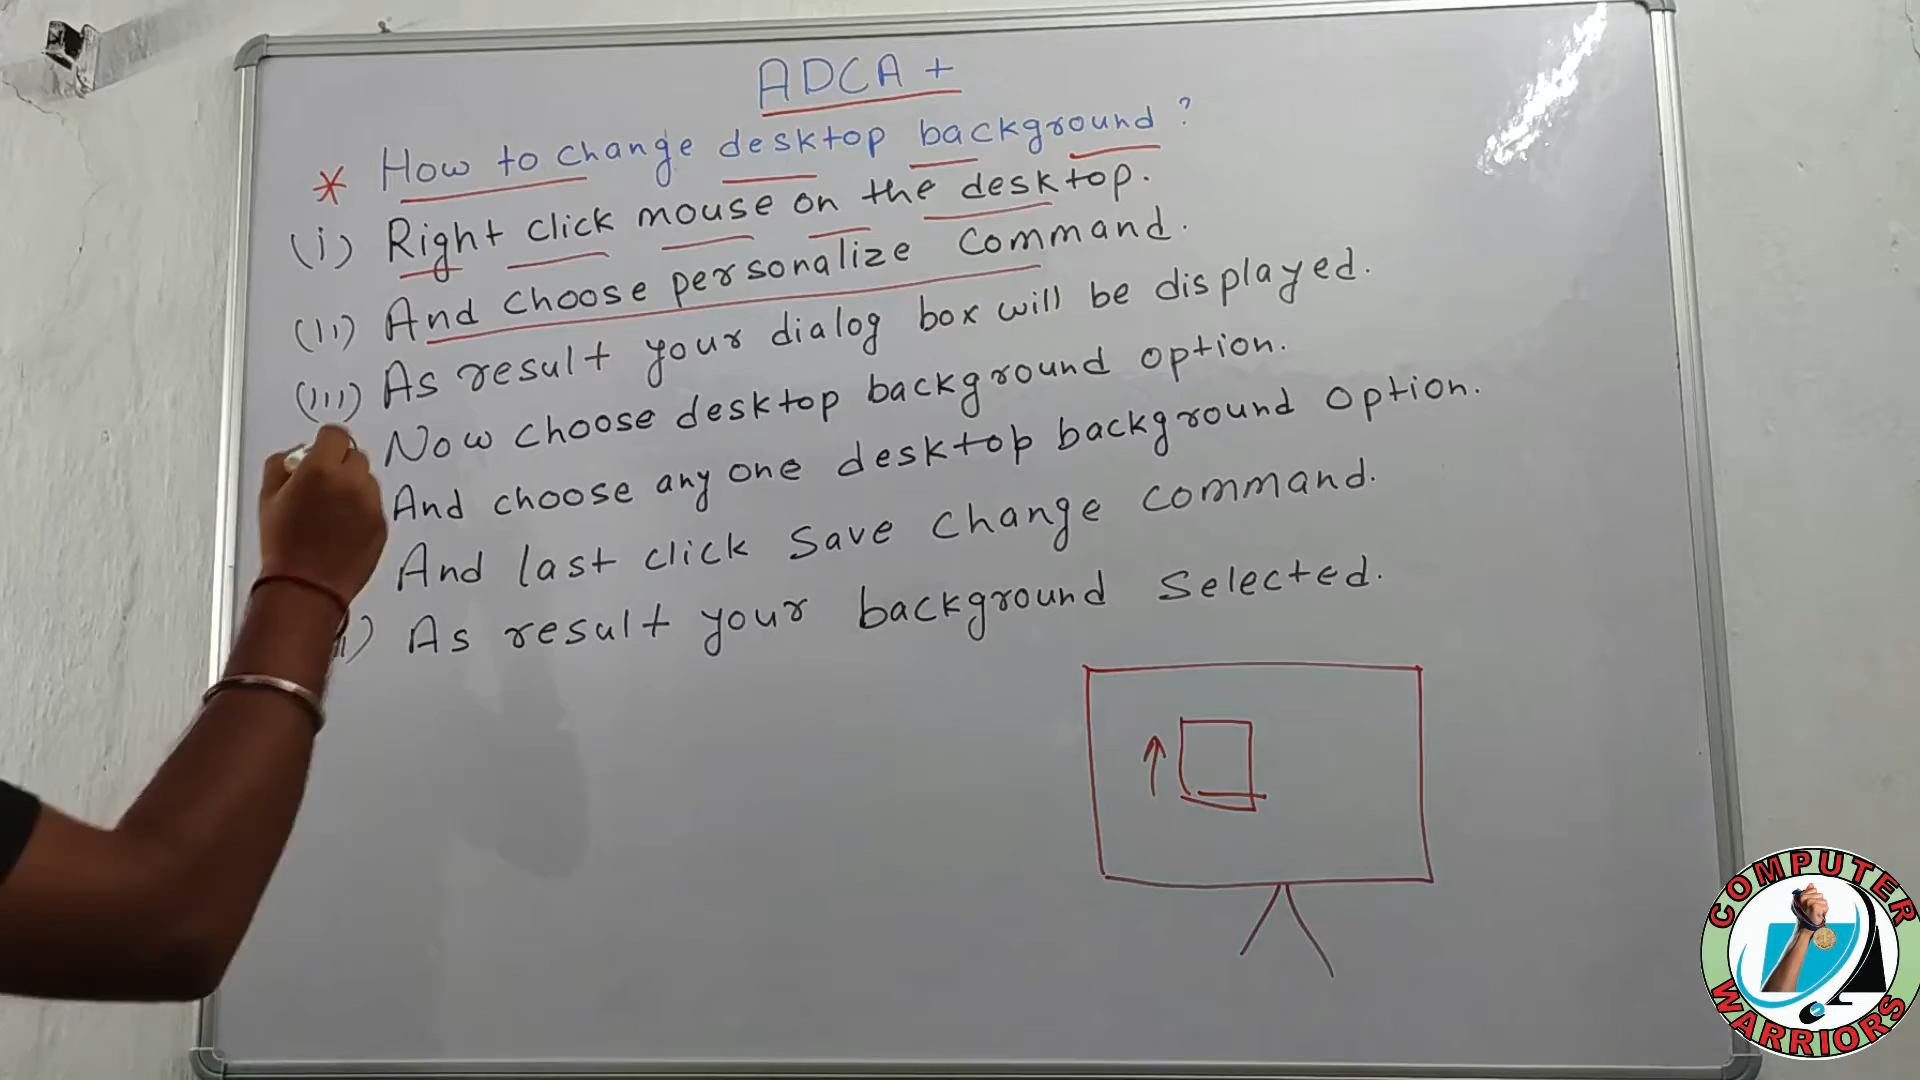 ADCA +
* How to change desktop background?
(i) Right click mouse on the desktop.
(ii) And choose personalize Command.
(iii) As result your dialog box will be displayed.
Now choose desktop background option.
And choose any one desktop background option.
And last click Save change command.
As result your background Selected.
COMPUTER
WARRIORS